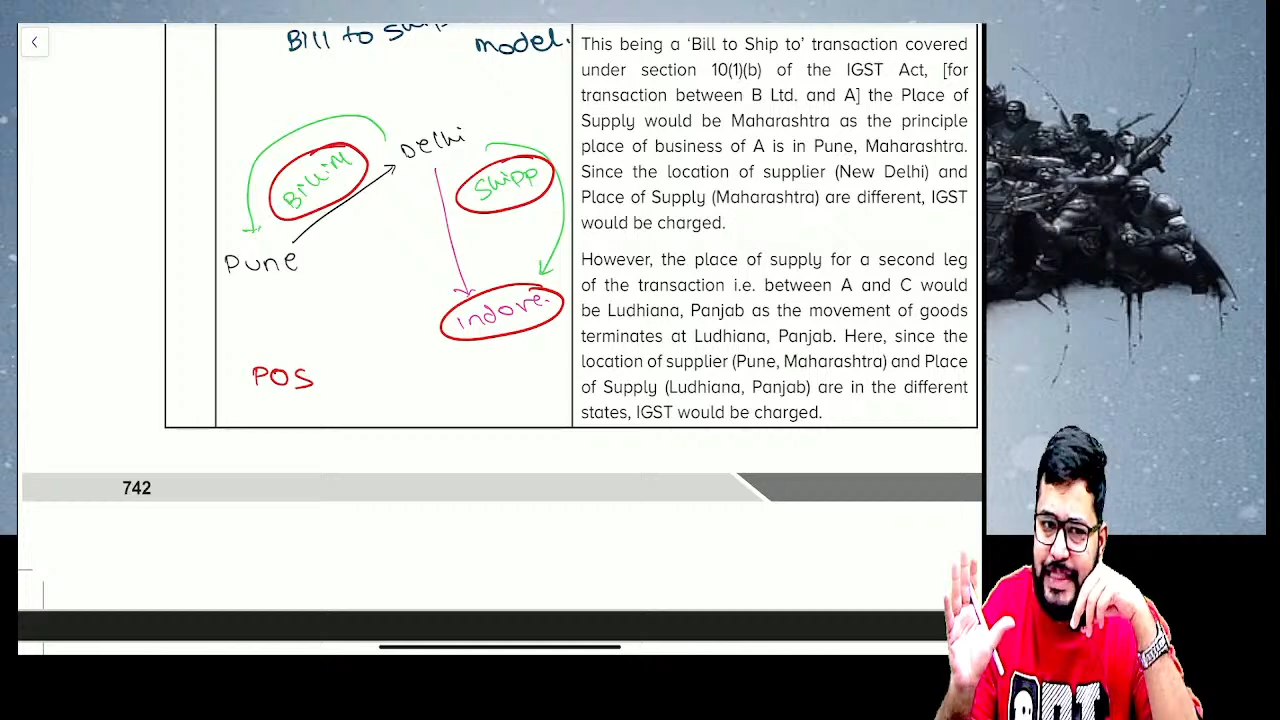 Bill to Ship
model.
Delhi
Billing
Shipp
Pune
indore.
POS
This being a ‘Bill to Ship to’ transaction covered
under section 10(1)(b) of the IGST Act, [for
transaction between B Ltd. and A] the Place of
Supply would be Maharashtra as the principle
place of business of A is in Pune, Maharashtra.
Since the location of supplier (New Delhi) and
Place of Supply (Maharashtra) are different, IGST
would be charged.
However, the place of supply for a second leg
of the transaction i.e. between A and C would
be Ludhiana, Panjab as the movement of goods
terminates at Ludhiana, Panjab. Here, since the
location of supplier (Pune, Maharashtra) and Place
of Supply (Ludhiana, Panjab) are in the different
states, IGST would be charged.
742